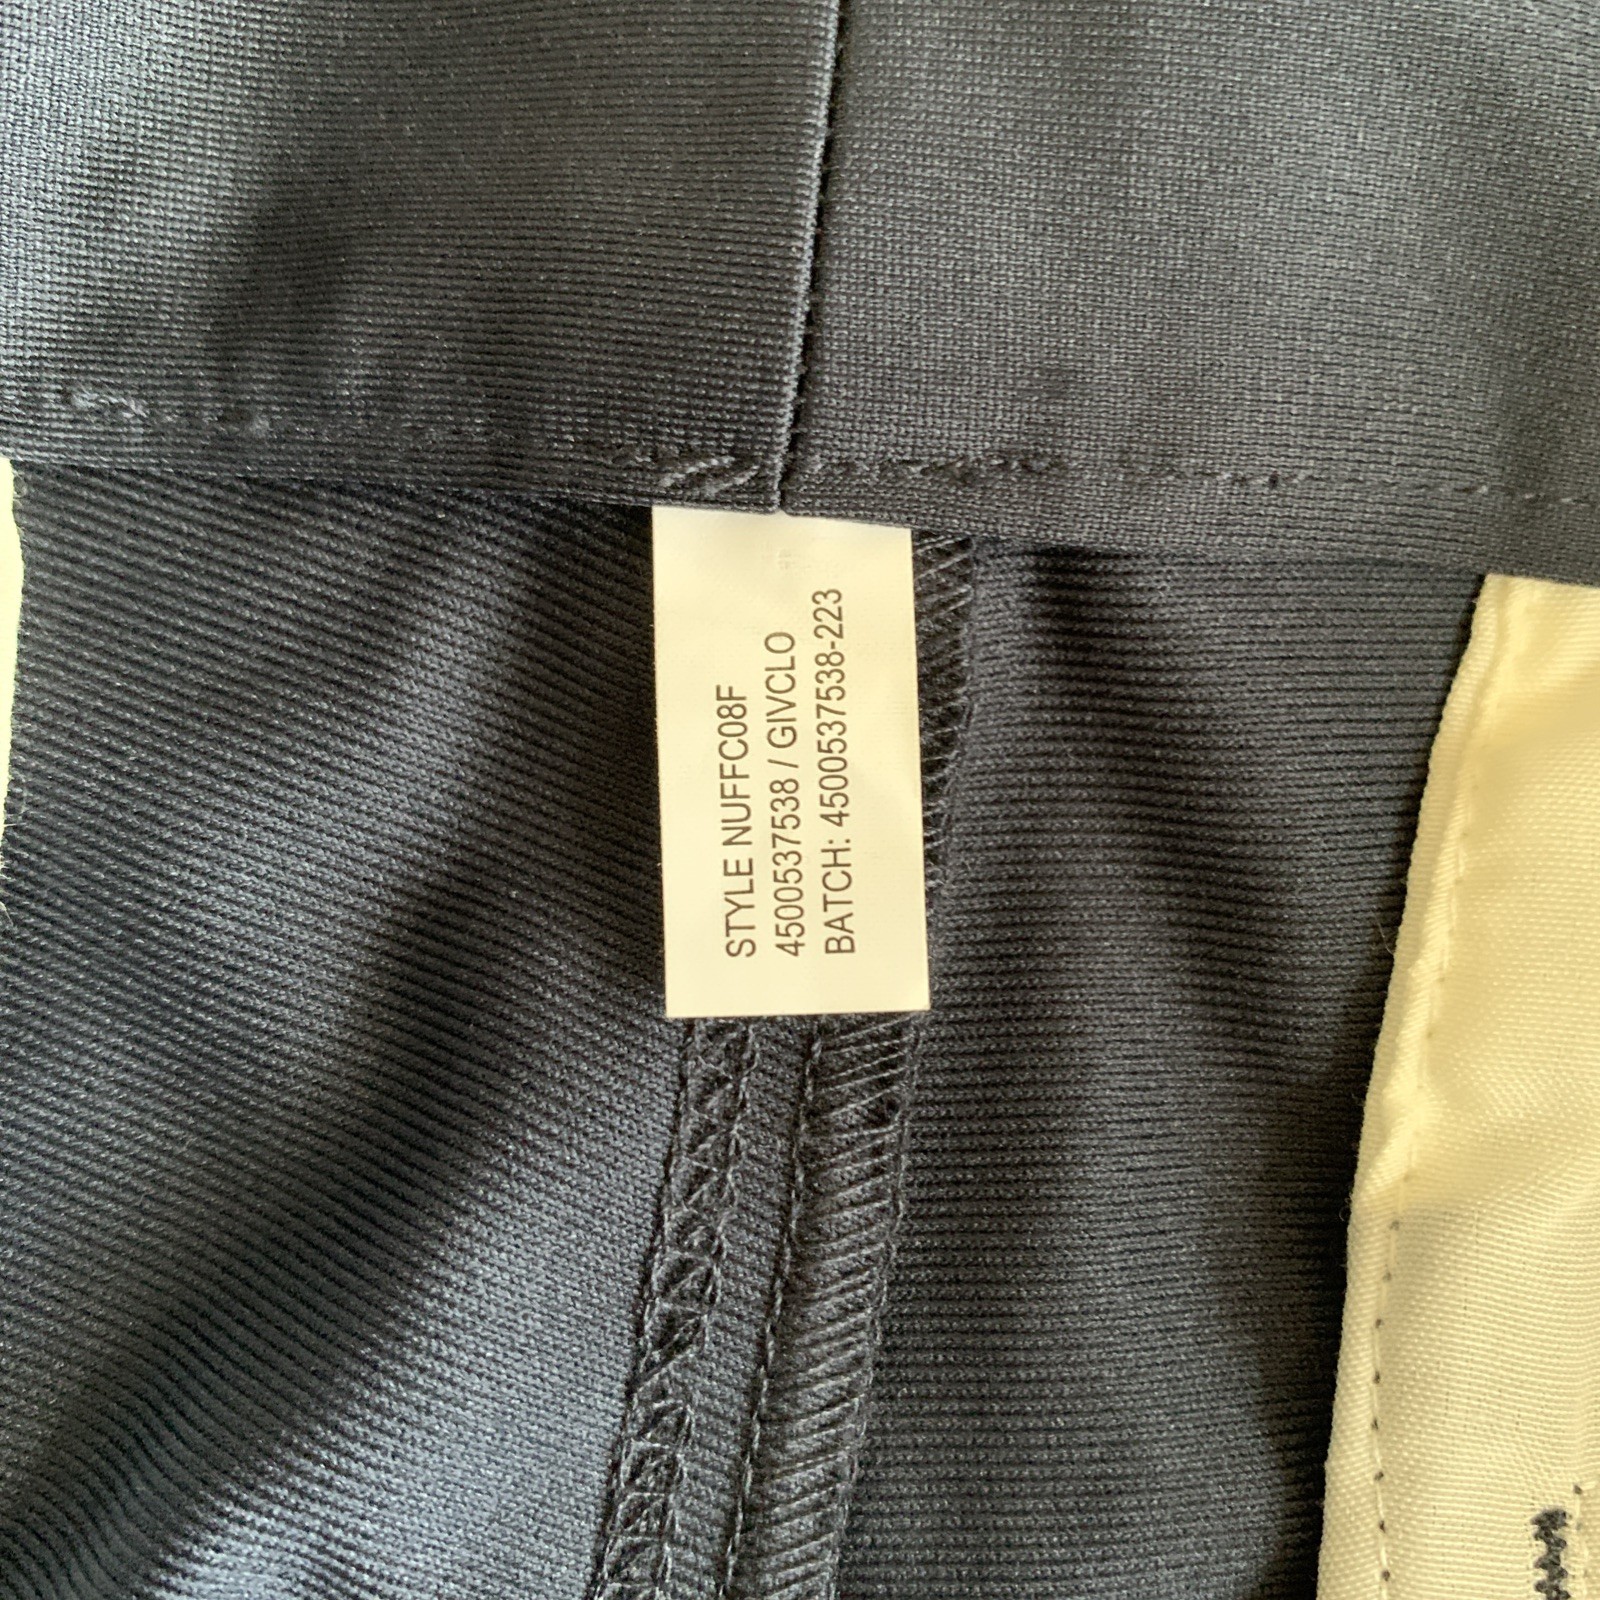 STYLE NUFFC08F
4500537538 / GIVCLO
BATCH: 4500537538-223